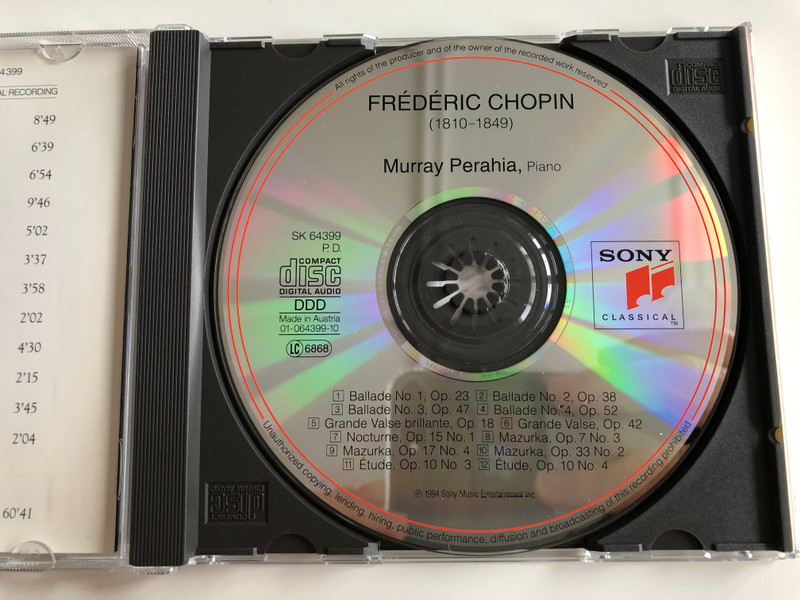 4399
AL RECORDING
8'49
6'39
6'54
9'46
5'02
3'37
3'58
2'02
4'30
2'15
3'45
2'04
60'41
All rights of the producer and of the owner of the recorded work reserved
FRÉDÉRIC CHOPIN
(1810–1849)
Murray Perahia, Piano
SK 64399
P.D.
COMPACT
disc
DIGITAL AUDIO
DDD
Made in Austria
01-064399-10
LC 6868
SONY
CLASSICAL
TM
1 Ballade No. 1, Op. 23 2 Ballade No. 2, Op. 38
3 Ballade No. 3, Op. 47 4 Ballade No. 4, Op. 52
5 Grande Valse brillante, Op. 18 6 Grande Valse, Op. 42
7 Nocturne, Op. 15 No. 1 8 Mazurka, Op. 7 No. 3
9 Mazurka, Op. 17 No. 4 10 Mazurka, Op. 33 No. 2
11 Étude, Op. 10 No. 3 12 Étude, Op. 10 No. 4
℗ 1994 Sony Music Entertainment Inc.
Unauthorized copying, lending, hiring, public performance, diffusion and broadcasting of this recording prohibited
COMPACT
disc
DIGITAL AUDIO
COMPACT
disc
DIGITAL AUDIO